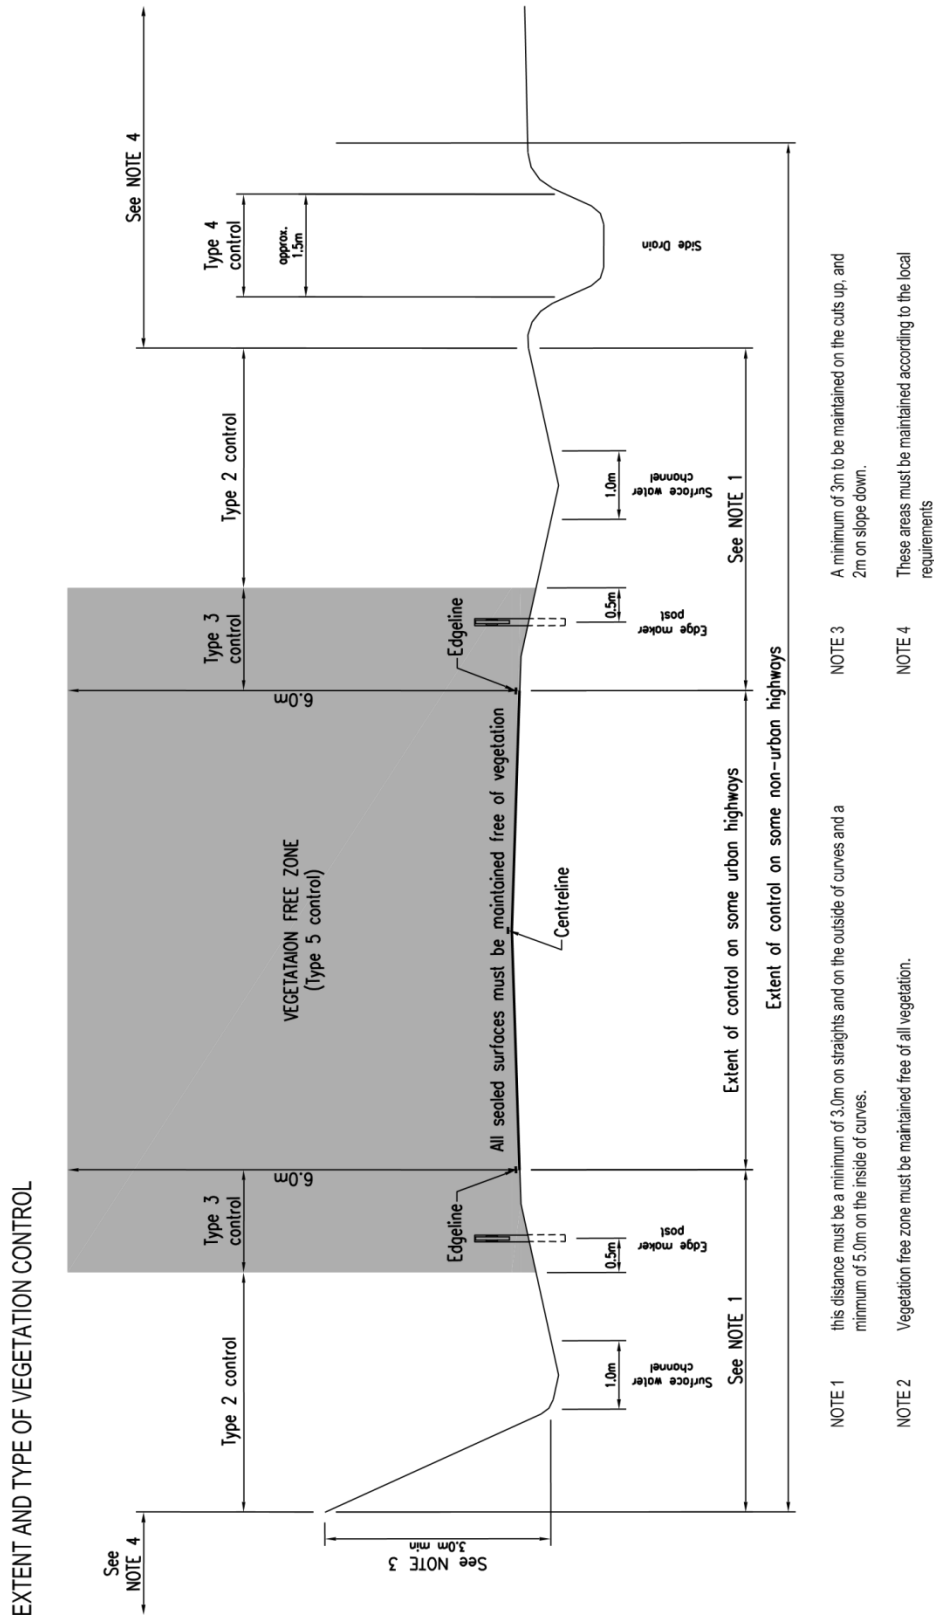 EXTENT AND TYPE OF VEGETATION CONTROL
See
NOTE 4
See NOTE 4
Type 2 control
Type 3
control
Type 3
control
Type 2 control
Type 4
control
approx.
1.5m
VEGETATAION FREE ZONE
(Type 5 control)
6.0m
6.0m
See NOTE 3
3.0m min
Edgeline
All sealed surfaces must be maintained free of vegetation
Edgeline
Centreline
1.0m
Surface water
channel
0.5m
Edge maker
post
0.5m
Edge maker
post
1.0m
Surface water
channel
Side Drain
See NOTE 1
Extent of control on some urban highways
See NOTE 1
Extent of control on some non-urban highways
NOTE 1 this distance must be a minimum of 3.0m on straights and on the outside of curves and a
minmum of 5.0m on the inside of curves.
NOTE 2 Vegetation free zone must be maintained free of all vegetation.
NOTE 3 A minimum of 3m to be maintained on the cuts up, and
2m on slope down.
NOTE 4 These areas must be maintained according to the local
requirements